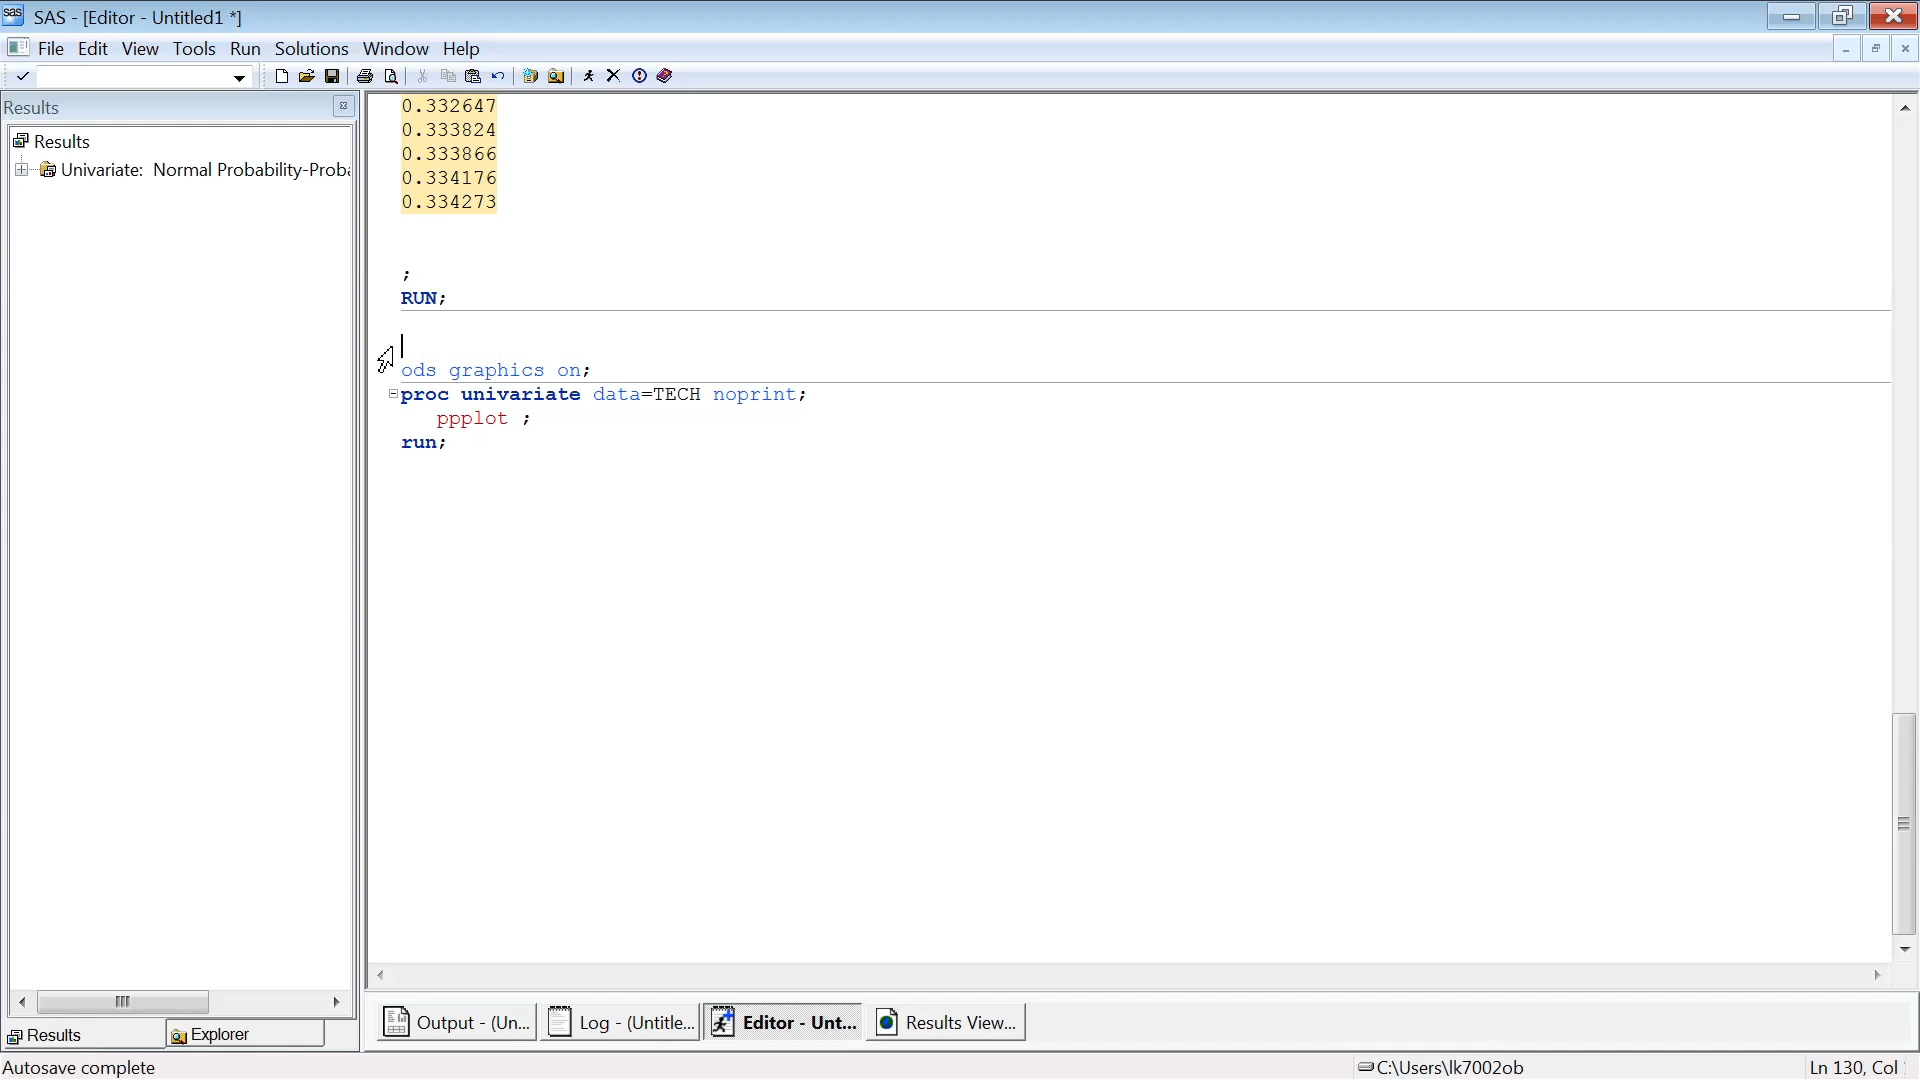 SAS - [Editor - Untitled1 *]
File Edit View Tools Run Solutions Window Help
Results
Results
Univariate: Normal Probability-Proba
Results
Explorer
0.332647
0.333824
0.333866
0.334176
0.334273
;
RUN;
ods graphics on;
proc univariate data=TECH noprint;
ppplot ;
run;
Output - (Un...
Log - (Untitle...
Editor - Unt...
Results View...
Autosave complete
C:\Users\lk7002ob
Ln 130, Col